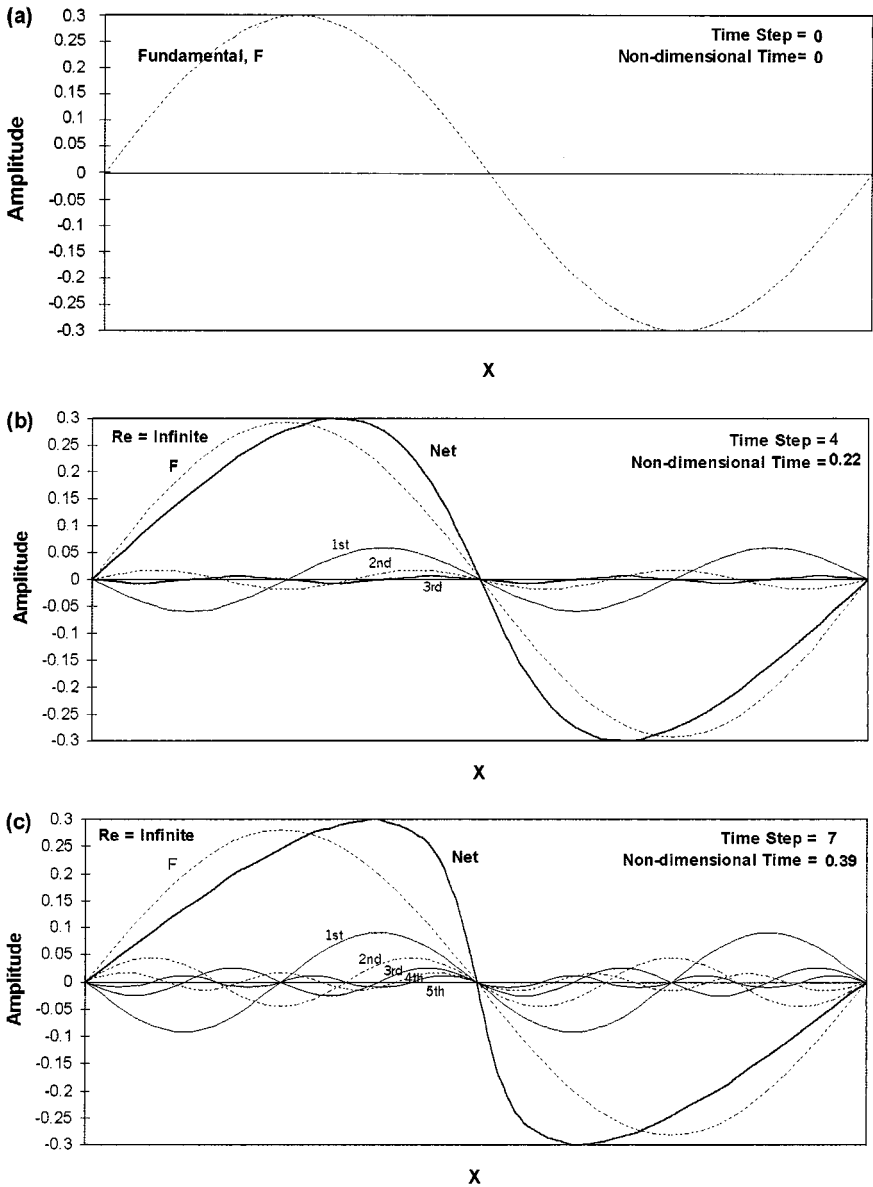 (a)
0.3
0.25
0.2
0.15
0.1
0.05
0
-0.05
-0.1
-0.15
-0.2
-0.25
-0.3
Amplitude
Fundamental, F
Time Step = 0
Non-dimensional Time= 0
X
(b)
0.3
0.25
0.2
0.15
0.1
0.05
0
-0.05
-0.1
-0.15
-0.2
-0.25
-0.3
Amplitude
Re = Infinite
F
Net
Time Step = 4
Non-dimensional Time = 0.22
1st
2nd
3rd
X
(c)
0.3
0.25
0.2
0.15
0.1
0.05
0
-0.05
-0.1
-0.15
-0.2
-0.25
-0.3
Amplitude
Re = Infinite
F
Net
Time Step = 7
Non-dimensional Time = 0.39
1st
2nd
3rd
4th
5th
X